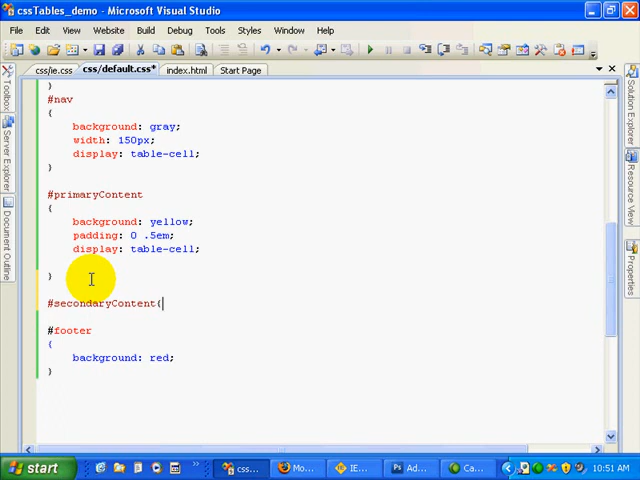 cssTables_demo - Microsoft Visual Studio
File Edit View Website Build Debug Tools Window Help
css/ie.css css/default.css* index.html Start Page
}
#nav
{
background: gray;
width: 150px;
display: table-cell;
}
#primaryContent
{
background: yellow;
padding: 0 .5em;
display: table-cell;
}
#secondaryContent{
#footer
{
background: red;
}
Toolbox
Server Explorer
Document Outline
Solution Explorer
Resource View
Properties
start
css...
Mo...
IE...
Ad...
Ca...
10:51 AM